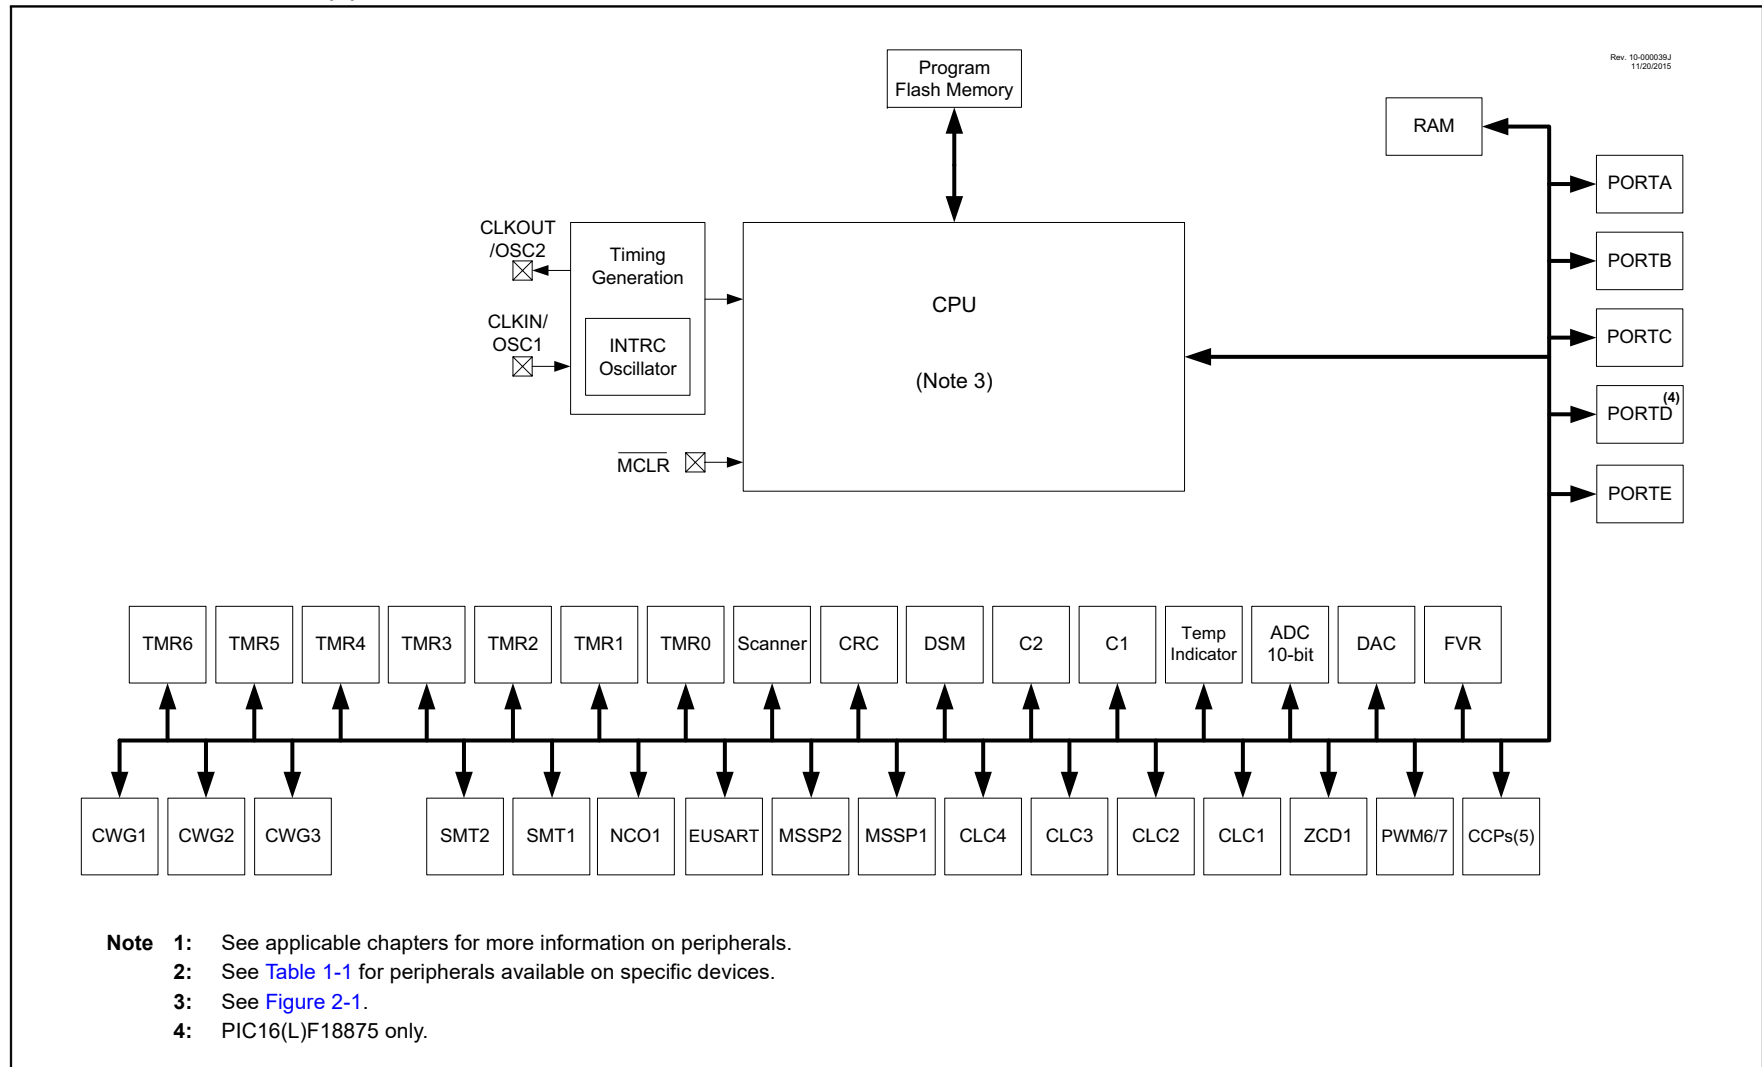 Rev. 10-000039J
11/20/2015
Program
Flash Memory
RAM
PORTA
PORTB
PORTC
PORTD(4)
PORTE
CLKOUT
/OSC2
Timing
Generation
CLKIN/
OSC1
INTRC
Oscillator
CPU
(Note 3)
MCLR
TMR6
TMR5
TMR4
TMR3
TMR2
TMR1
TMR0
Scanner
CRC
DSM
C2
C1
Temp
Indicator
ADC
10-bit
DAC
FVR
CWG1
CWG2
CWG3
SMT2
SMT1
NCO1
EUSART
MSSP2
MSSP1
CLC4
CLC3
CLC2
CLC1
ZCD1
PWM6/7
CCPs(5)
Note 1: See applicable chapters for more information on peripherals.
2: See Table 1-1 for peripherals available on specific devices.
3: See Figure 2-1.
4: PIC16(L)F18875 only.